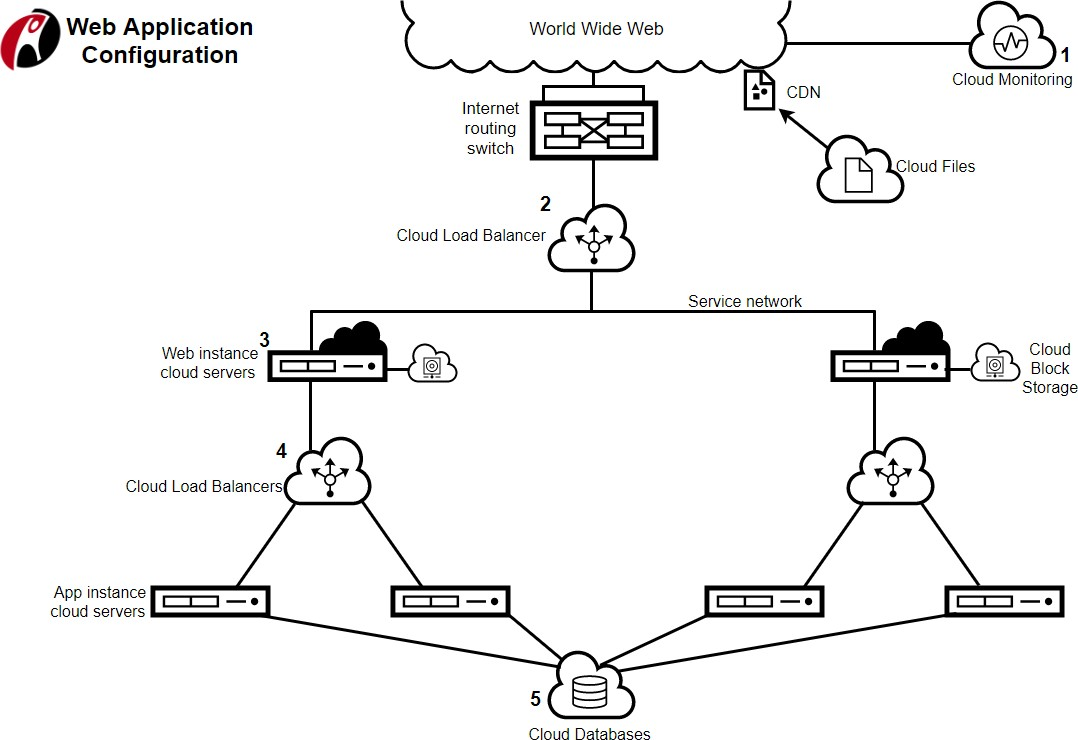 Web Application
Configuration
World Wide Web
1
Cloud Monitoring
CDN
Internet
routing
switch
Cloud Files
2
Cloud Load Balancer
Service network
3
Web instance
cloud servers
Cloud
Block
Storage
4
Cloud Load Balancers
App instance
cloud servers
5
Cloud Databases